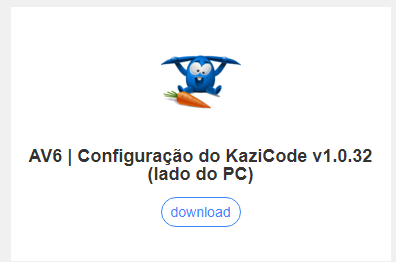 AV6 | Configuração do KaziCode v1.0.32
(lado do PC)
download